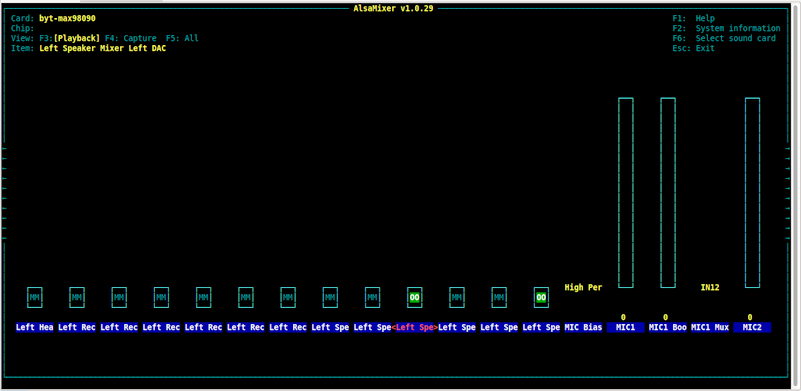 AlsaMixer v1.0.29
Card: byt-max98090 F1: Help
Chip: F2: System information
View: F3:[Playback] F4: Capture F5: All F6: Select sound card
Item: Left Speaker Mixer Left DAC Esc: Exit
High Per IN12
MM MM MM MM MM MM MM MM MM OO MM MM OO
0 0 0
Left Hea Left Rec Left Rec Left Rec Left Rec Left Rec Left Rec Left Spe Left Spe<Left Spe>Left Spe Left Spe Left Spe MIC Bias MIC1 MIC1 Boo MIC1 Mux MIC2